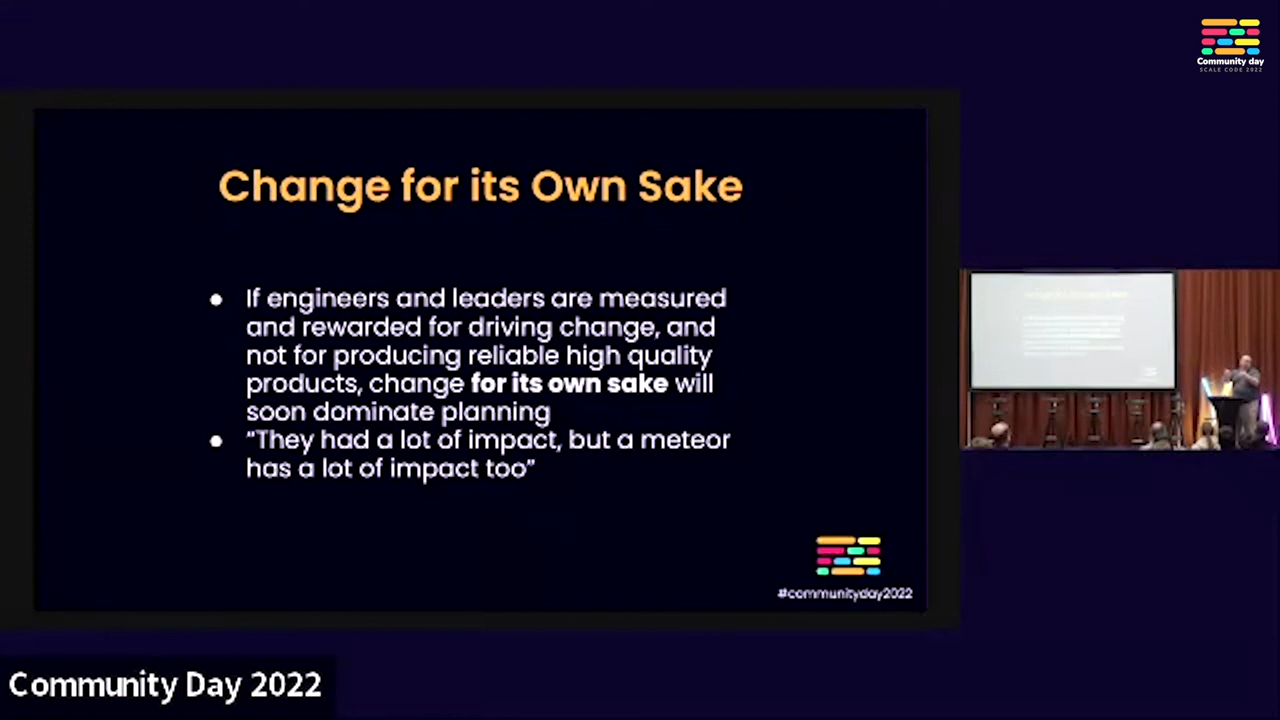 Community day
SCALE CODE 2022
Change for its Own Sake
● If engineers and leaders are measured
and rewarded for driving change, and
not for producing reliable high quality
products, change for its own sake will
soon dominate planning
● "They had a lot of impact, but a meteor
has a lot of impact too”
#communityday2022
Community Day 2022